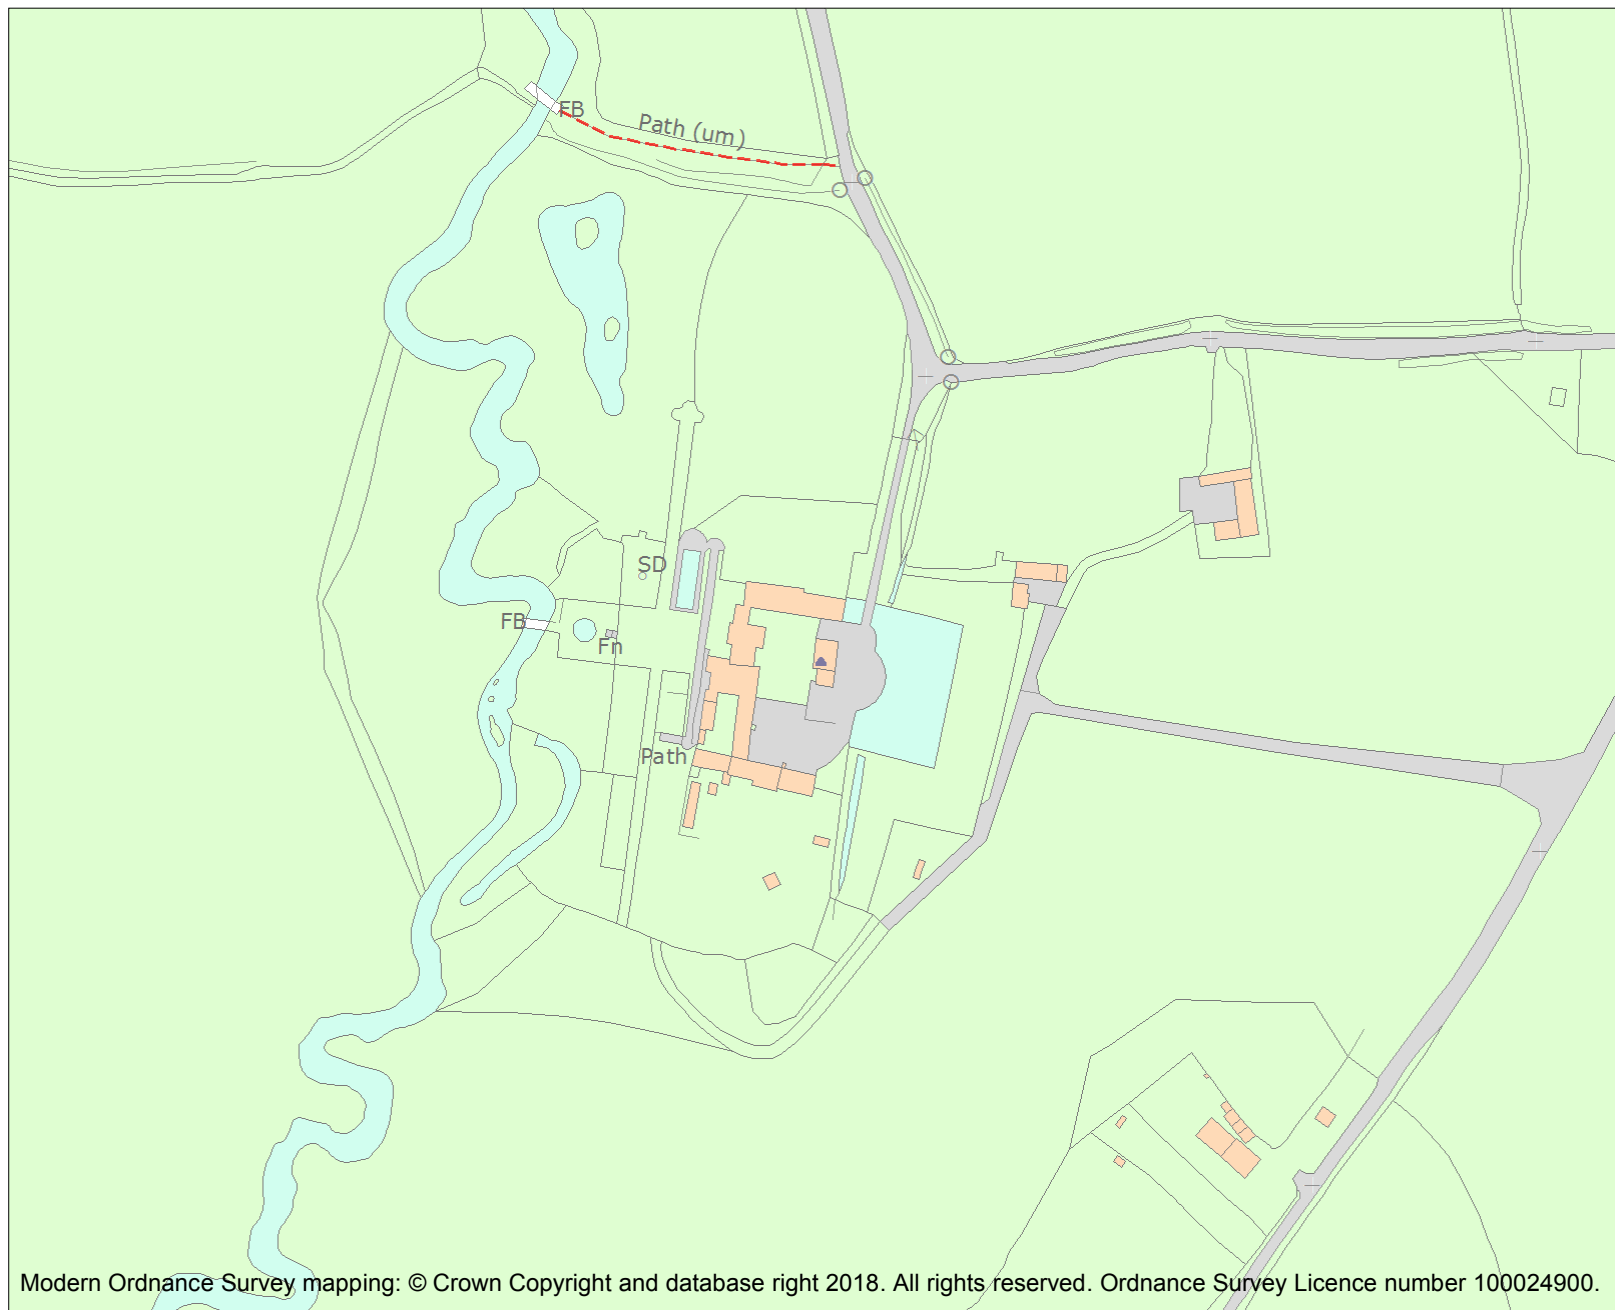 FB
Path (um)
SD
FB
Fn
Path
Modern Ordnance Survey mapping: © Crown Copyright and database right 2018. All rights reserved. Ordnance Survey Licence number 100024900.